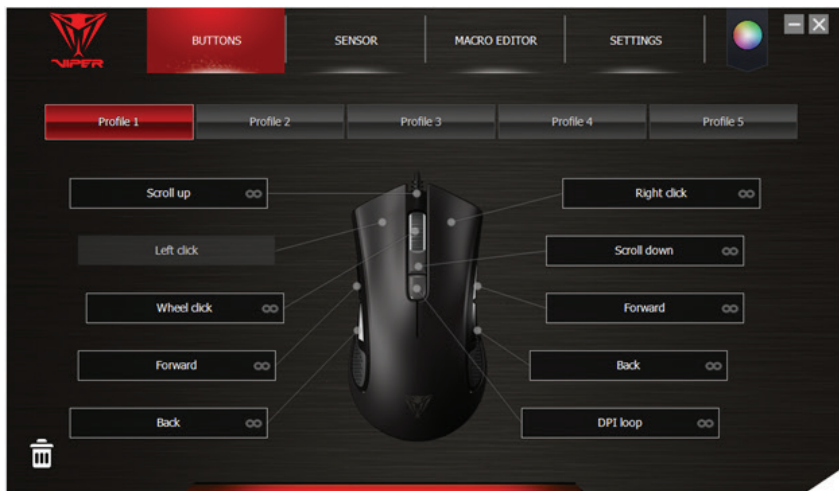 BUTTONS
SENSOR
MACRO EDITOR
SETTINGS
VIPER
Profile 1
Profile 2
Profile 3
Profile 4
Profile 5
Scroll up
Right click
Left click
Scroll down
Wheel click
Forward
Forward
Back
Back
DPI loop